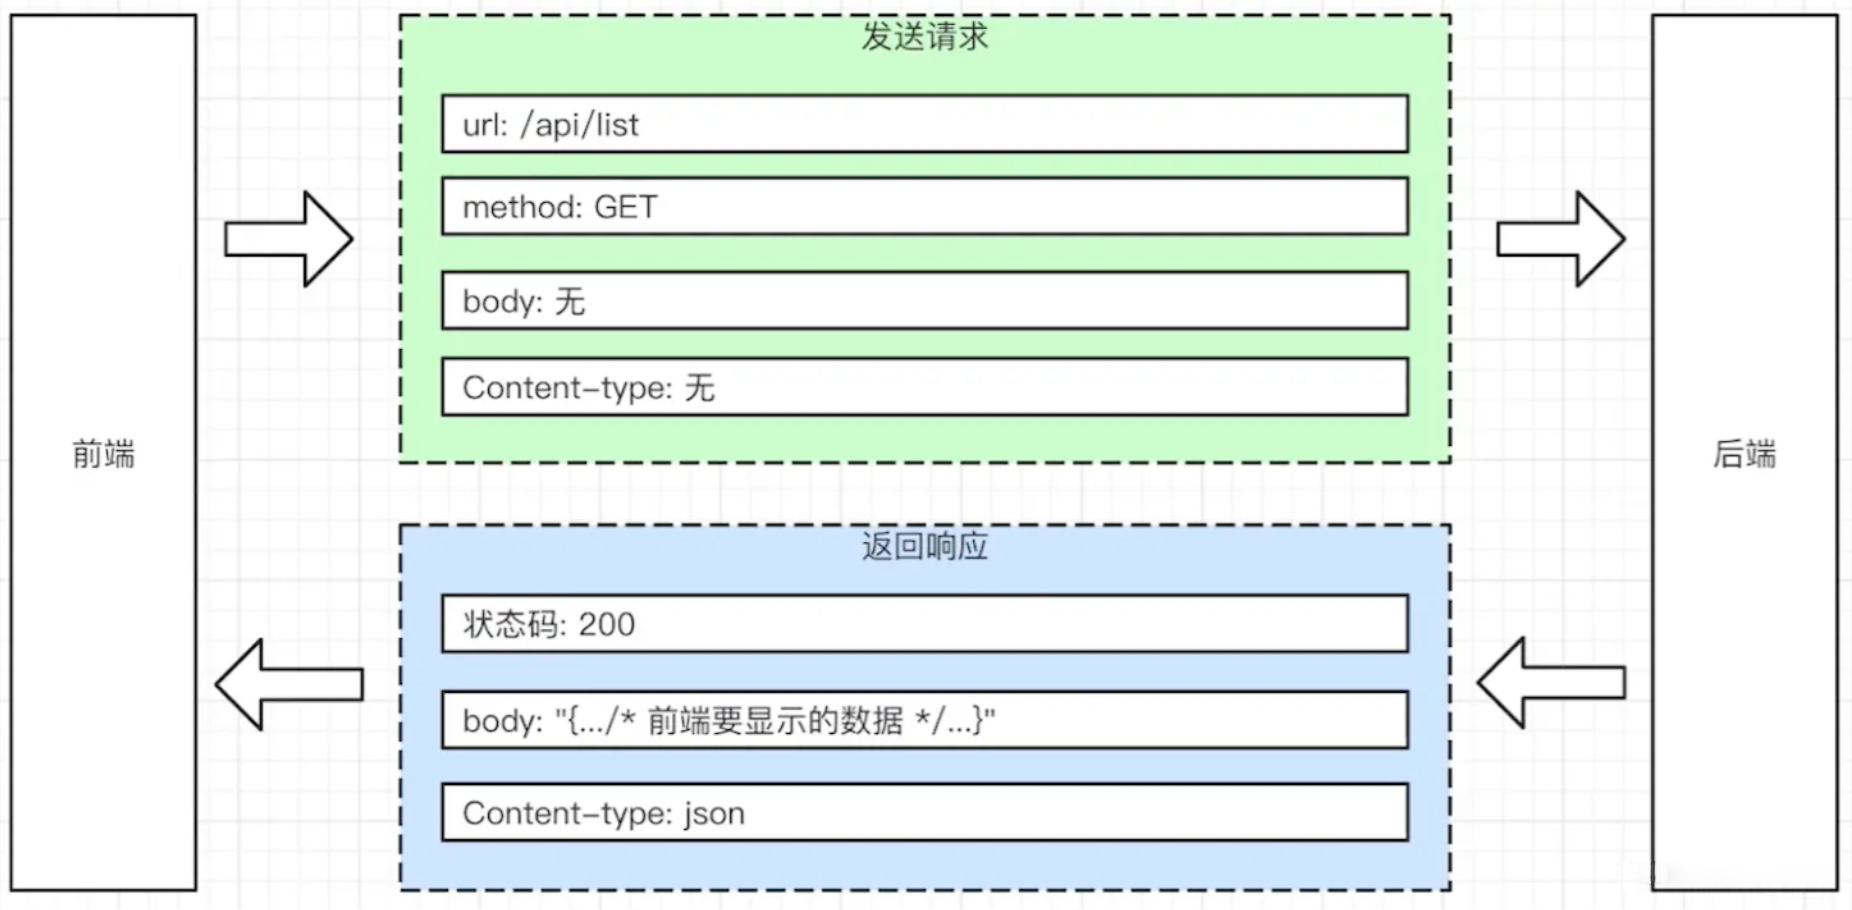 发送请求
url: /api/list
method: GET
body: 无
Content-type: 无
前端
后端
返回响应
状态码: 200
body: "{.../* 前端要显示的数据 */...}"
Content-type: json